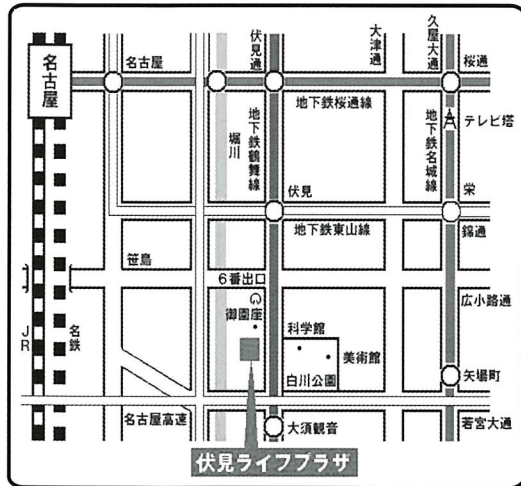 名古屋
名古屋
伏見通
大津通
久屋大通
桜通
地下鉄桜通線
テレビ塔
堀川
地下鉄鶴舞線
地下鉄名城線
伏見
栄
地下鉄東山線
錦通
笹島
6番出口
広小路通
JR
名鉄
御園座
科学館
美術館
白川公園
矢場町
名古屋高速
大須観音
若宮大通
伏見ライフプラザ